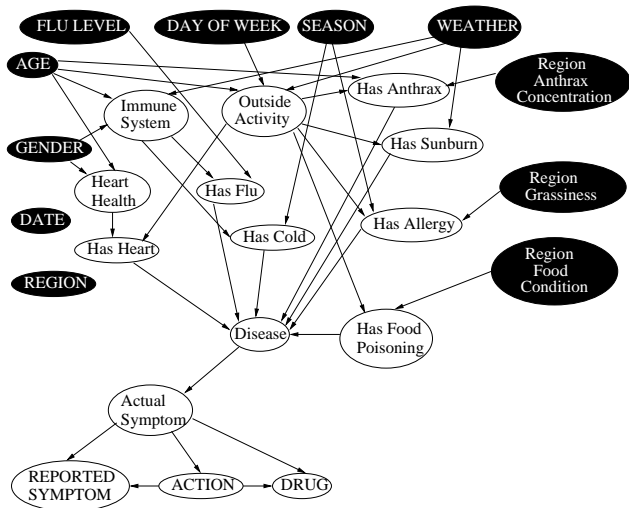 FLU LEVEL
DAY OF WEEK
SEASON
WEATHER
AGE
Has Anthrax
Region
Anthrax
Concentration
Immune
System
Outside
Activity
GENDER
Has Sunburn
Heart
Health
Has Flu
Region
Grassiness
DATE
Has Allergy
Has Heart
Has Cold
Region
Food
Condition
REGION
Disease
Has Food
Poisoning
Actual
Symptom
REPORTED
SYMPTOM
ACTION
DRUG